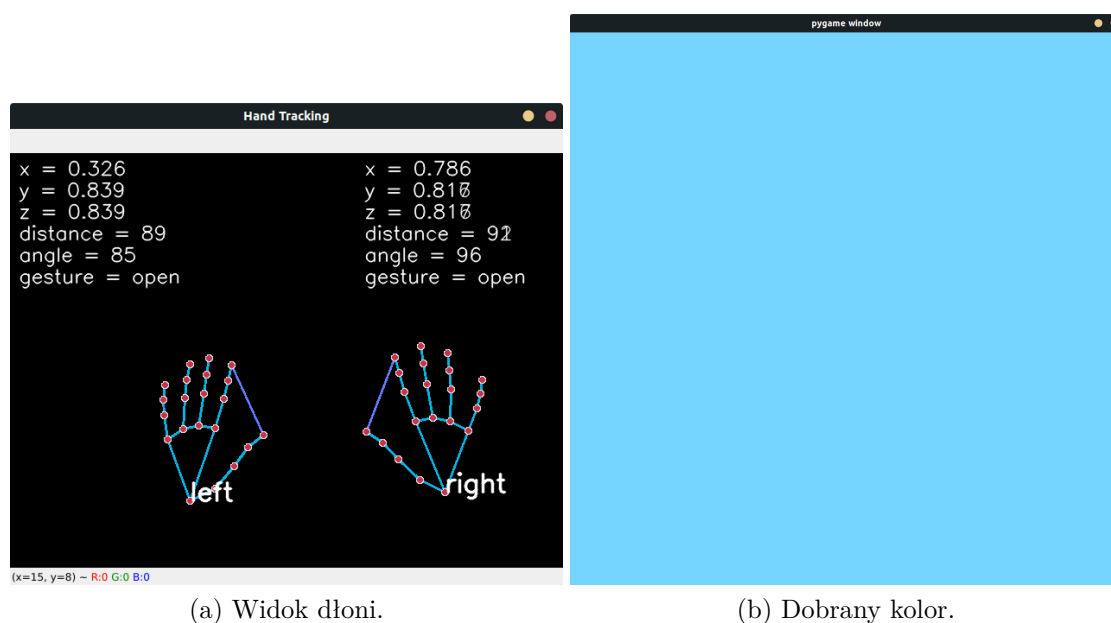 pygame window
Hand Tracking
x = 0.326
y = 0.839
z = 0.839
distance = 89
angle = 85
gesture = open
x = 0.786
y =
z =
distance =
angle = 96
gesture = open
left
right
(x=15, y=8) ~ R:0 G:0 B:0
(a) Widok dłoni.
(b) Dobrany kolor.